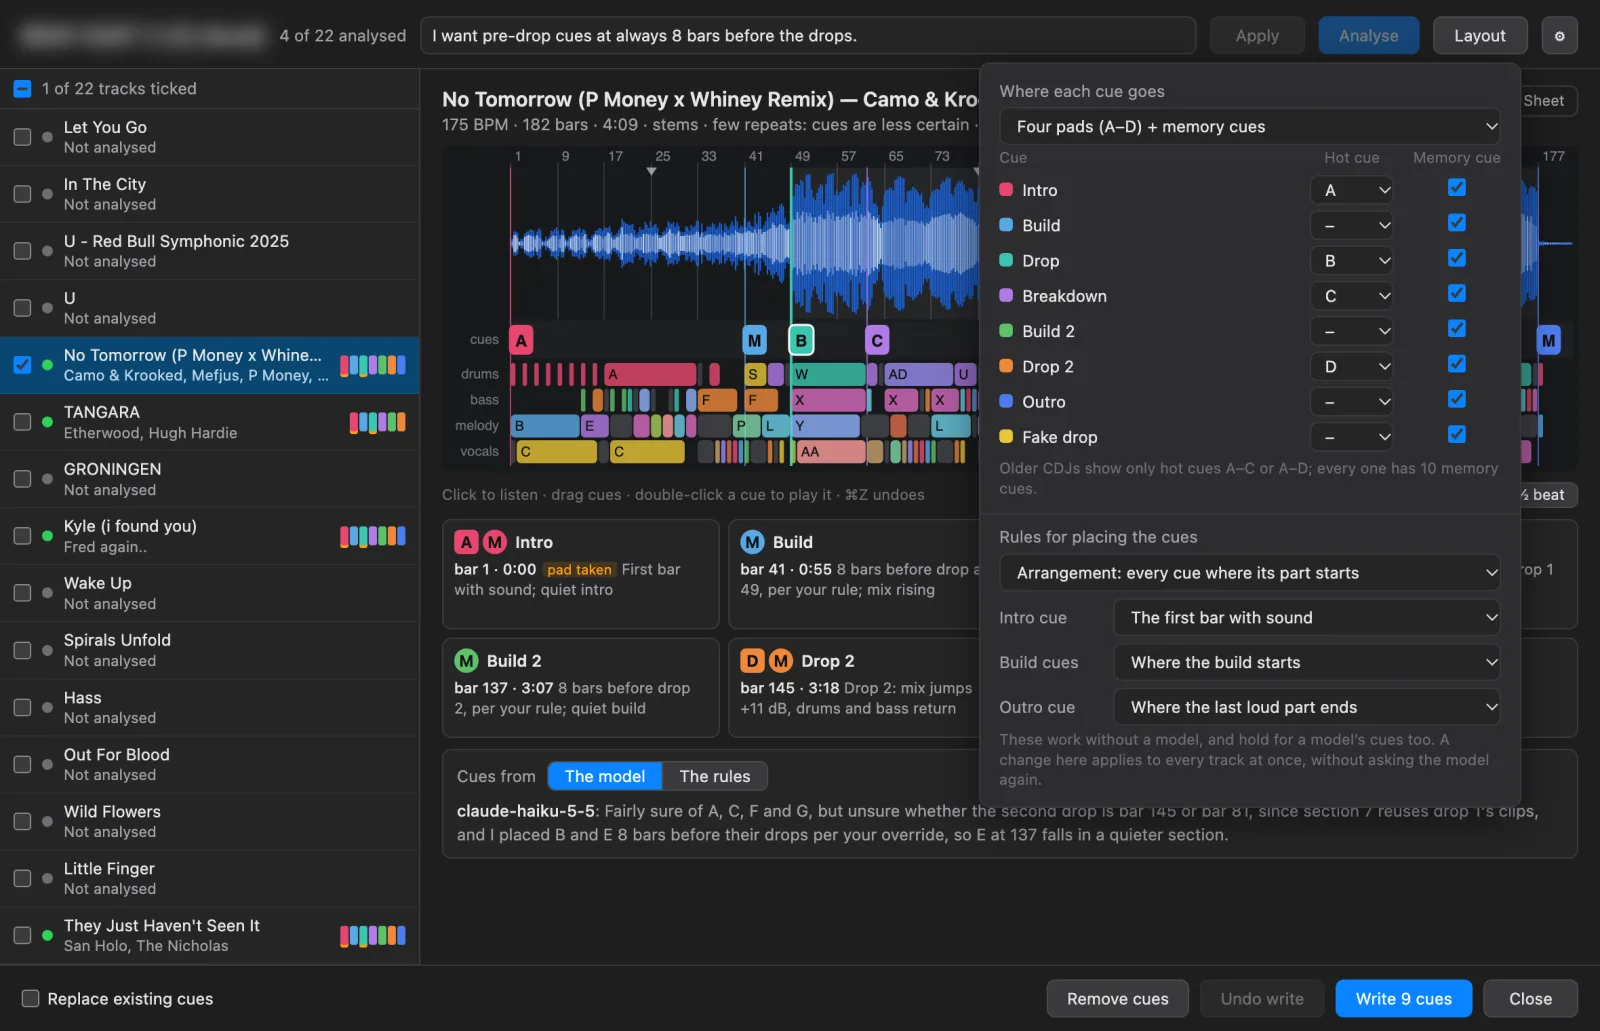 4 of 22 analysed
I want pre-drop cues at always 8 bars before the drops.
Apply
Analyse
Layout
1 of 22 tracks ticked
Let You Go
Not analysed
In The City
Not analysed
U - Red Bull Symphonic 2025
Not analysed
U
Not analysed
No Tomorrow (P Money x Whine...
Camo & Krooked, Mefjus, P Money, ...
TANGARA
Etherwood, Hugh Hardie
GRONINGEN
Not analysed
Kyle (i found you)
Fred again..
Wake Up
Not analysed
Spirals Unfold
Not analysed
Hass
Not analysed
Out For Blood
Not analysed
Wild Flowers
Not analysed
Little Finger
Not analysed
They Just Haven't Seen It
San Holo, The Nicholas
No Tomorrow (P Money x Whiney Remix) — Camo & Kro
175 BPM · 182 bars · 4:09 · stems · few repeats: cues are less certain ·
Sheet
1 9 17 25 33 41 49 57 65 73 177
cues A M B C M
drums A S W AD U
bass F F X X X
melody B E P L Y L
vocals C C AA
Click to listen · drag cues · double-click a cue to play it · ⌘Z undoes
½ beat
A M Intro
bar 1 · 0:00 pad taken First bar
with sound; quiet intro
M Build
bar 41 · 0:55 8 bars before drop a
49, per your rule; mix rising
rop 1
M Build 2
bar 137 · 3:07 8 bars before drop
2, per your rule; quiet build
D M Drop 2
bar 145 · 3:18 Drop 2: mix jumps
+11 dB, drums and bass return
Cues from The model The rules
claude-haiku-5-5: Fairly sure of A, C, F and G, but unsure whether the second drop is bar 145 or bar 81, since section 7 reuses drop 1's clips,
and I placed B and E 8 bars before their drops per your override, so E at 137 falls in a quieter section.
Where each cue goes
Four pads (A–D) + memory cues
Cue Hot cue Memory cue
Intro A
Build –
Drop B
Breakdown C
Build 2 –
Drop 2 D
Outro –
Fake drop –
Older CDJs show only hot cues A–C or A–D; every one has 10 memory
cues.
Rules for placing the cues
Arrangement: every cue where its part starts
Intro cue The first bar with sound
Build cues Where the build starts
Outro cue Where the last loud part ends
These work without a model, and hold for a model's cues too. A
change here applies to every track at once, without asking the model
again.
Replace existing cues
Remove cues
Undo write
Write 9 cues
Close